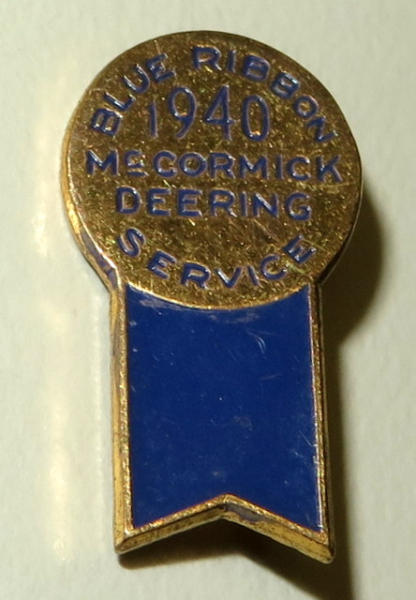 BLUE RIBBON
1940
McCORMICK
DEERING
SERVICE